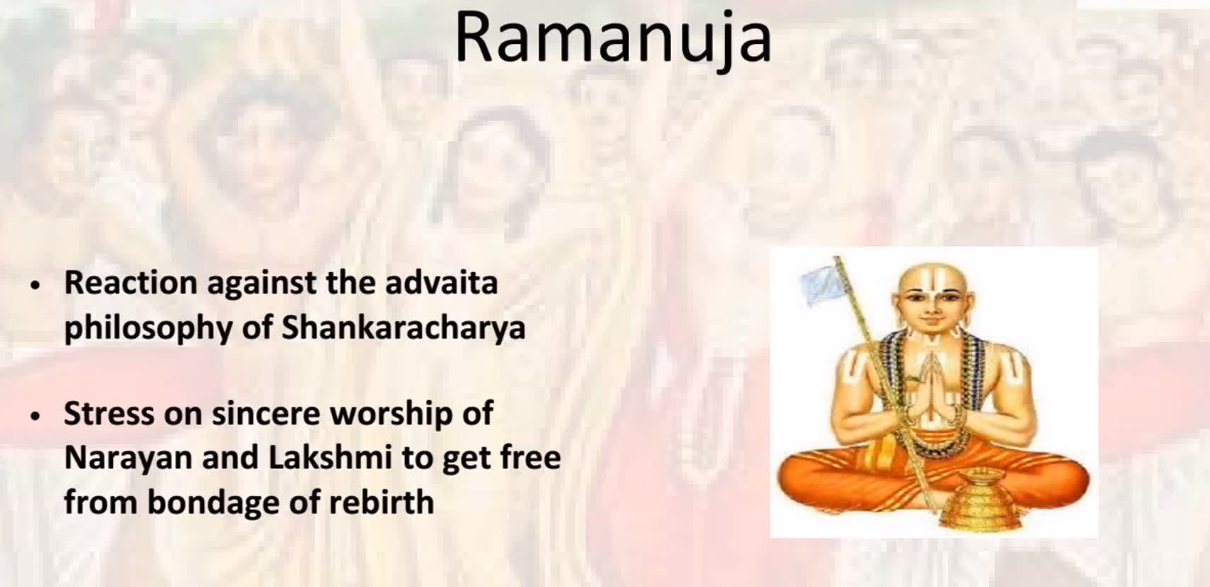 Ramanuja
• Reaction against the advaita
philosophy of Shankaracharya
• Stress on sincere worship of
Narayan and Lakshmi to get free
from bondage of rebirth